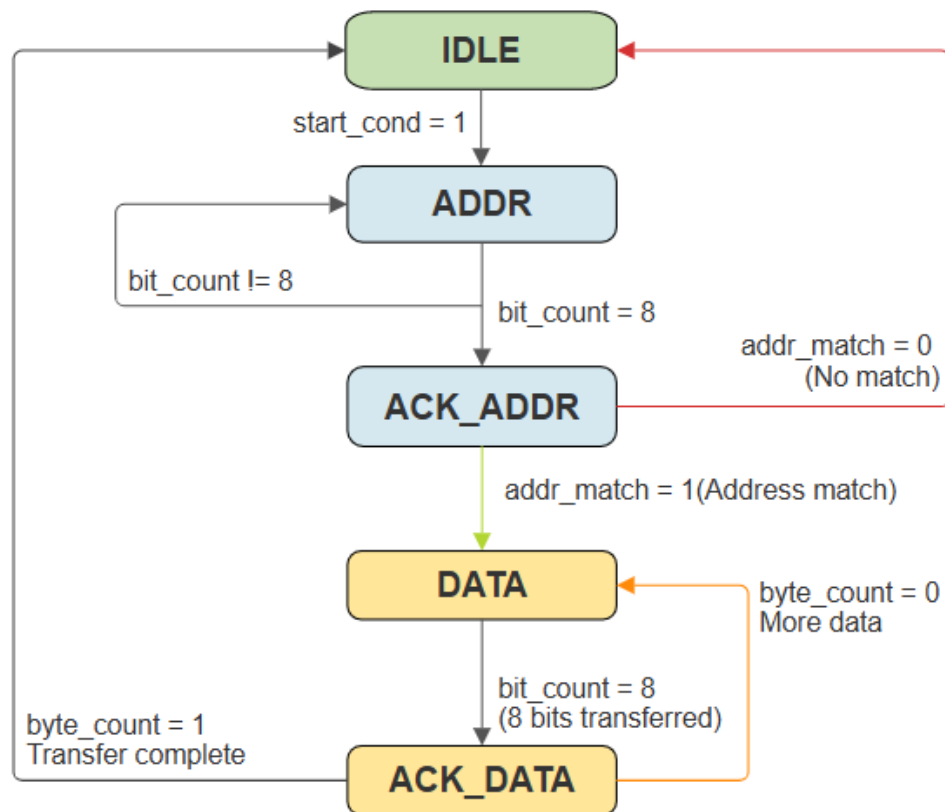 IDLE
start_cond = 1
ADDR
bit_count != 8
bit_count = 8
addr_match = 0
(No match)
ACK_ADDR
addr_match = 1(Address match)
DATA
byte_count = 0
More data
bit_count = 8
(8 bits transferred)
byte_count = 1
Transfer complete
ACK_DATA